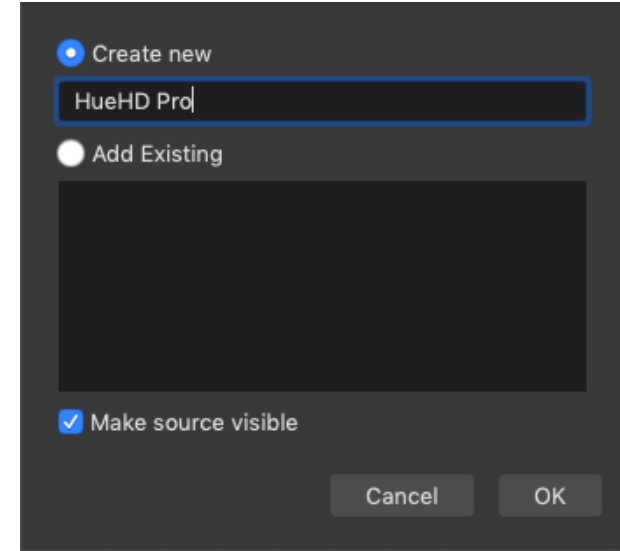 Create new
HueHD Pro
Add Existing
Make source visible
Cancel OK